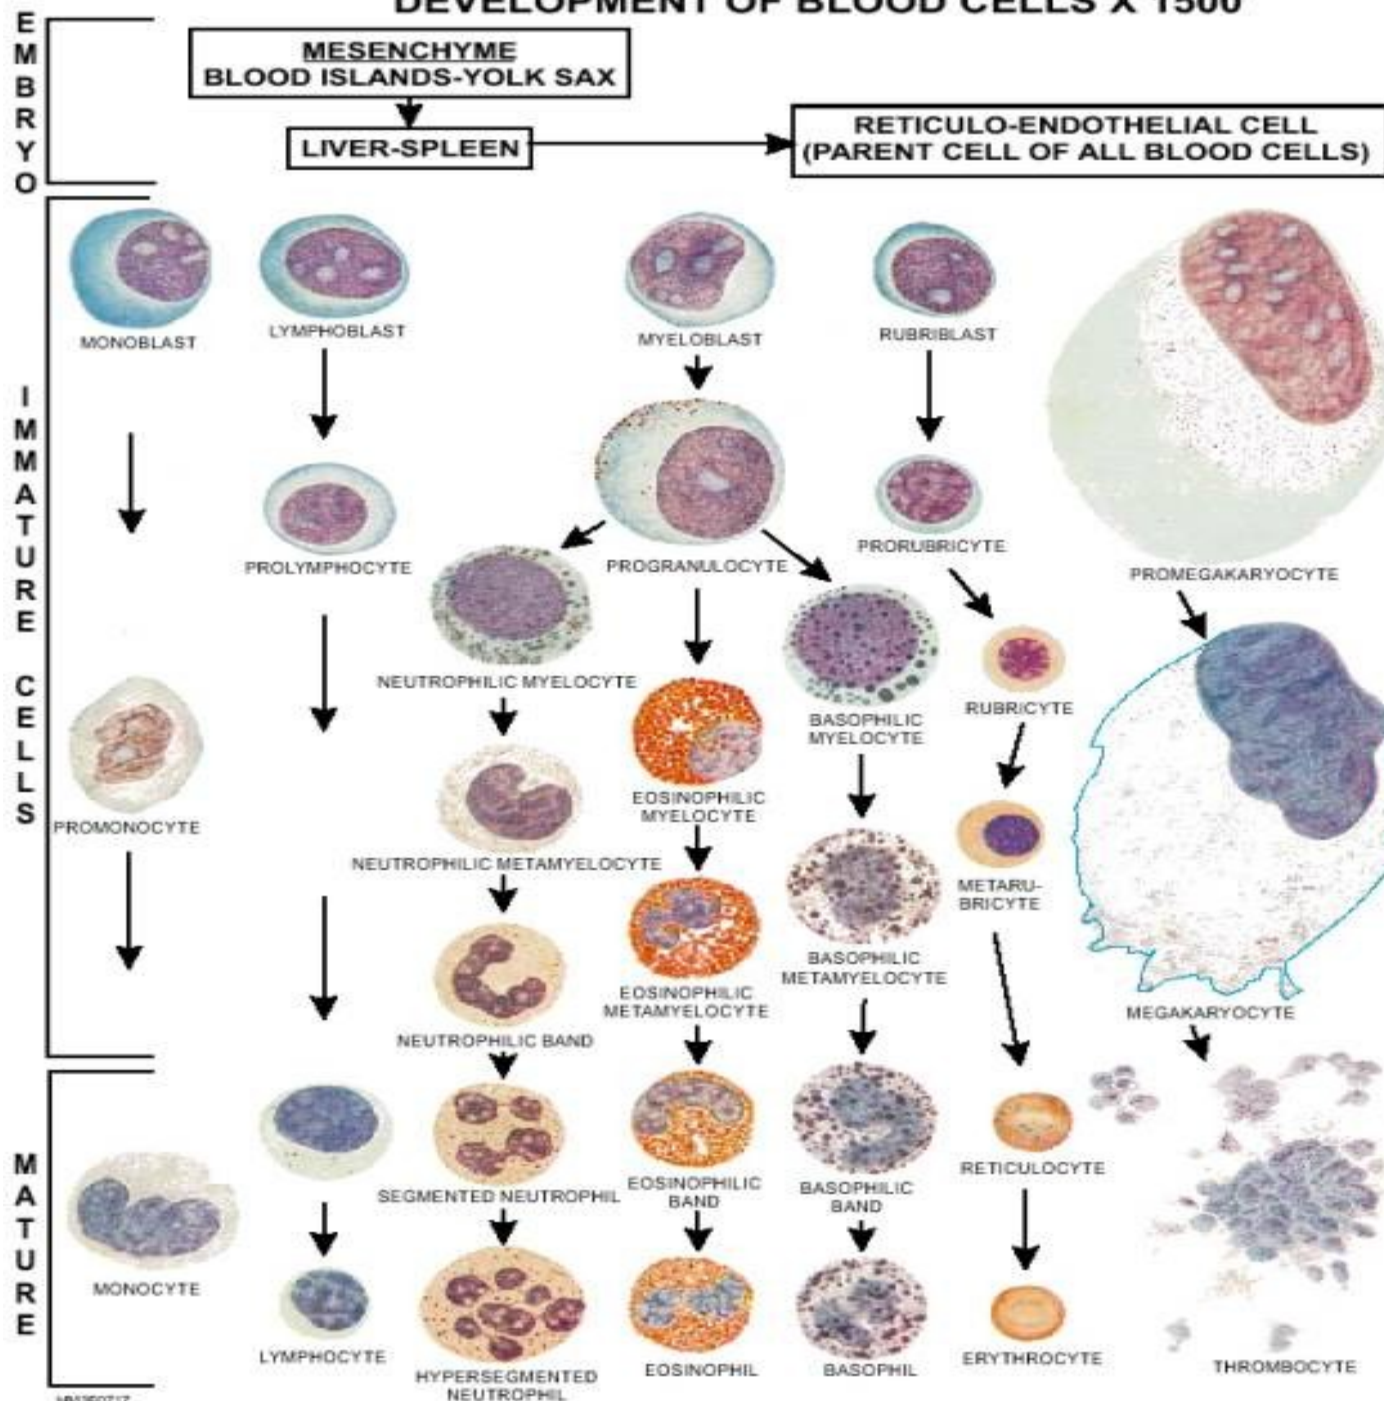 DEVELOPMENT OF BLOOD CELLS X 1500
EMBRYO
MESENCHYME
BLOOD ISLANDS-YOLK SAX
LIVER-SPLEEN
RETICULO-ENDOTHELIAL CELL
(PARENT CELL OF ALL BLOOD CELLS)
IMMATURE CELLS
MONOBLAST
LYMPHOBLAST
MYELOBLAST
RUBRIBLAST
PROLYMPHOCYTE
PROGRANULOCYTE
PRORUBRICYTE
PROMEGAKARYOCYTE
NEUTROPHILIC MYELOCYTE
BASOPHILIC
MYELOCYTE
RUBRICYTE
PROMONOCYTE
EOSINOPHILIC
MYELOCYTE
NEUTROPHILIC METAMYELOCYTE
METARU-
BRICYTE
BASOPHILIC
METAMYELOCYTE
EOSINOPHILIC
METAMYELOCYTE
MEGAKARYOCYTE
NEUTROPHILIC BAND
MATURE
SEGMENTED NEUTROPHIL
EOSINOPHILIC
BAND
BASOPHILIC
BAND
RETICULOCYTE
MONOCYTE
LYMPHOCYTE
HYPERSEGMENTED
NEUTROPHIL
EOSINOPHIL
BASOPHIL
ERYTHROCYTE
THROMBOCYTE